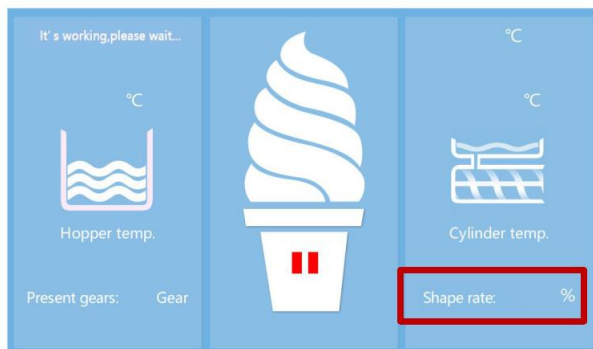 It' s working,please wait...
℃
Hopper temp.
Present gears: Gear
℃
℃
Cylinder temp.
Shape rate: %